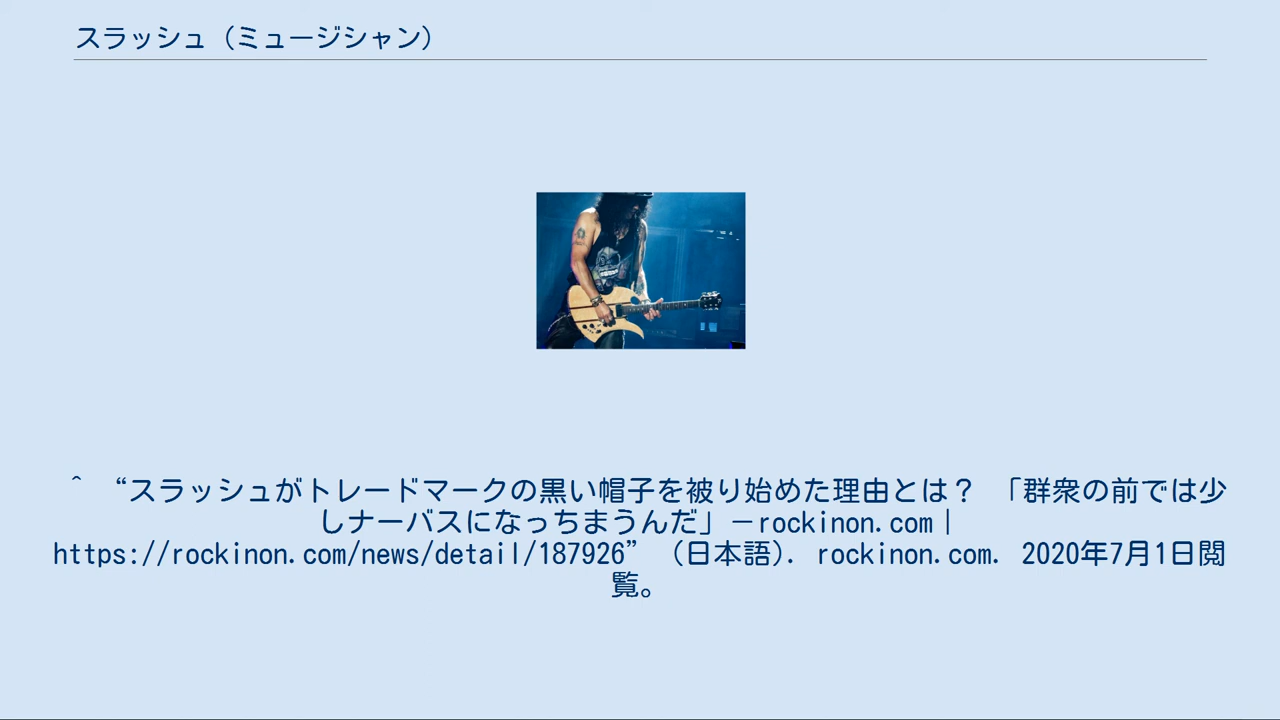 スラッシュ（ミュージシャン）
^ “スラッシュがトレードマークの黒い帽子を被り始めた理由とは？ 「群衆の前では少
しナーバスになっちまうんだ」－rockinon.com｜
https://rockinon.com/news/detail/187926” （日本語）. rockinon.com. 2020年7月1日閲
覧。